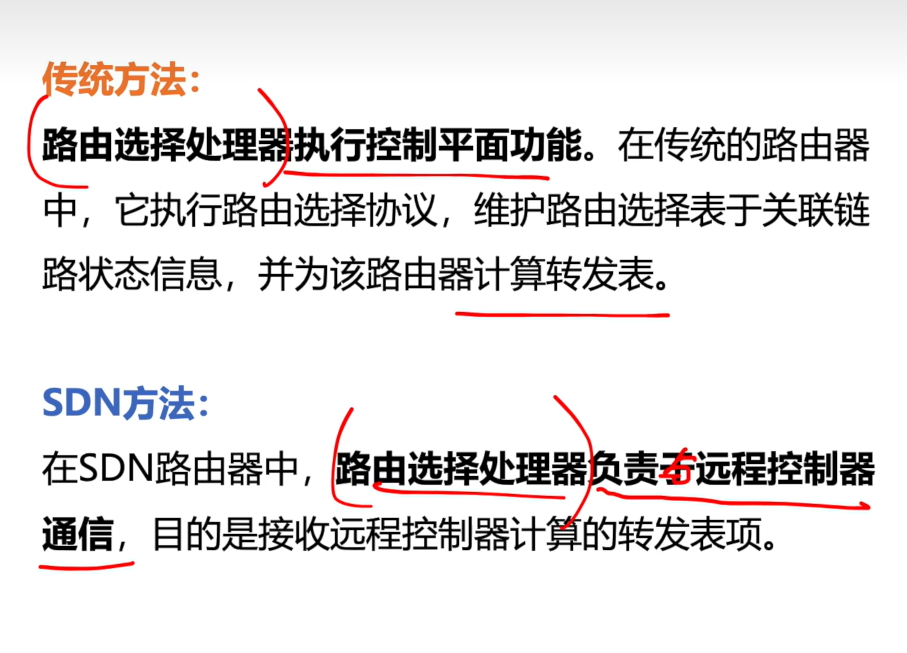 传统方法：
路由选择处理器执行控制平面功能。在传统的路由器
中，它执行路由选择协议，维护路由选择表于关联链
路状态信息，并为该路由器计算转发表。
SDN方法：
在SDN路由器中，路由选择处理器负责于远程控制器
通信，目的是接收远程控制器计算的转发表项。